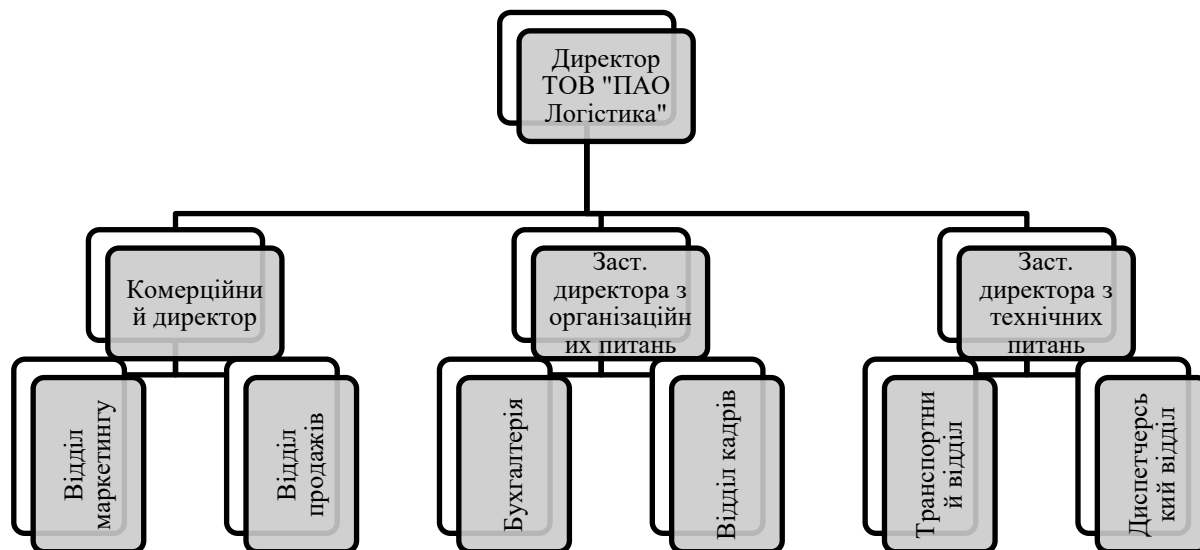 Директор
ТОВ "ПАО
Логістика"
Комерційни
й директор
Заст.
директора з
організаційн
их питань
Заст.
директора з
технічних
питань
Відділ
маркетингу
Відділ
продажів
Бухгалтерія
Відділ кадрів
Транспортни
й відділ
Диспетчерсь
кий відділ